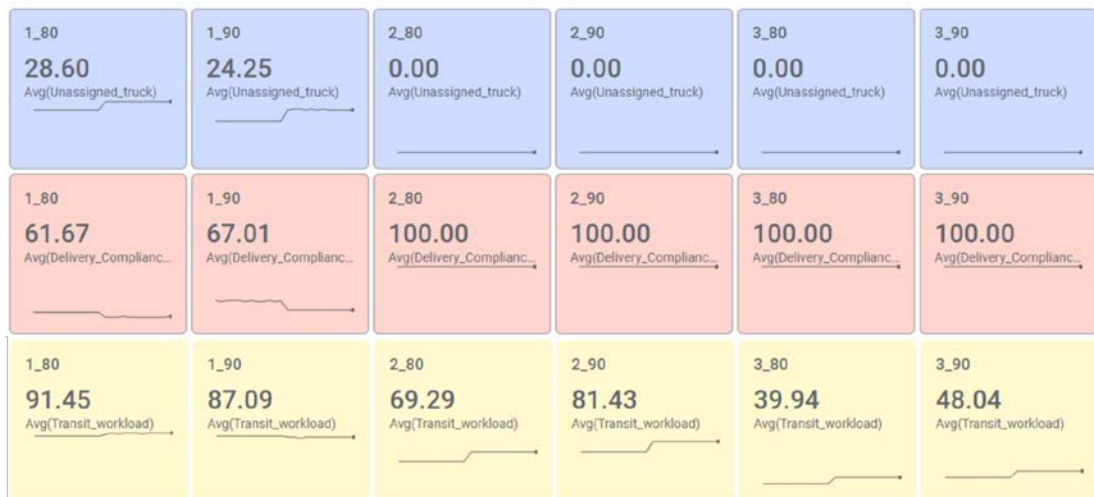 1_80
28.60
Avg(Unassigned_truck)
1_90
24.25
Avg(Unassigned_truck)
2_80
0.00
Avg(Unassigned_truck)
2_90
0.00
Avg(Unassigned_truck)
3_80
0.00
Avg(Unassigned_truck)
3_90
0.00
Avg(Unassigned_truck)
1_80
61.67
Avg(Delivery_Complianc...
1_90
67.01
Avg(Delivery_Complianc...
2_80
100.00
Avg(Delivery_Complianc...
2_90
100.00
Avg(Delivery_Complianc...
3_80
100.00
Avg(Delivery_Complianc...
3_90
100.00
Avg(Delivery_Complianc...
1_80
91.45
Avg(Transit_workload)
1_90
87.09
Avg(Transit_workload)
2_80
69.29
Avg(Transit_workload)
2_90
81.43
Avg(Transit_workload)
3_80
39.94
Avg(Transit_workload)
3_90
48.04
Avg(Transit_workload)